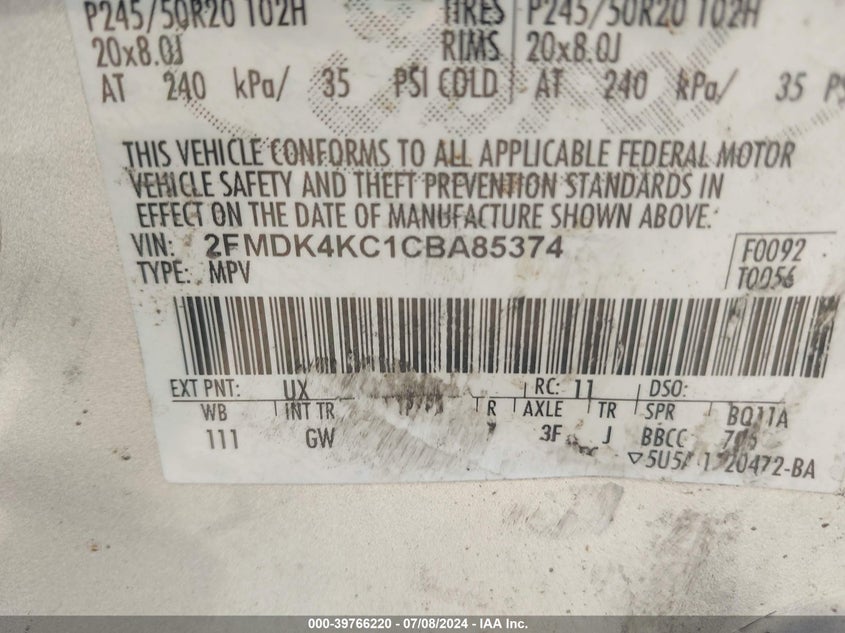 P245/50R20 102H TIRES P245/50R20 102H
20x8.0J RIMS 20x8.0J
AT 240 kPa/ 35 PSI COLD AT 240 kPa/ 35
THIS VEHICLE CONFORMS TO ALL APPLICABLE FEDERAL MOTOR
VEHICLE SAFETY AND THEFT PREVENTION STANDARDS IN
EFFECT ON THE DATE OF MANUFACTURE SHOWN ABOVE.
VIN: 2FMDK4KC1CBA85374 F0092
TYPE: MPV T0056
EXT PNT: UX RC: 11 DSO:
WB INT TR R AXLE TR SPR BQ11A
111 GW 3F J BBCC
▽5U5A
000-39766220 - 07/08/2024 - IAA Inc.